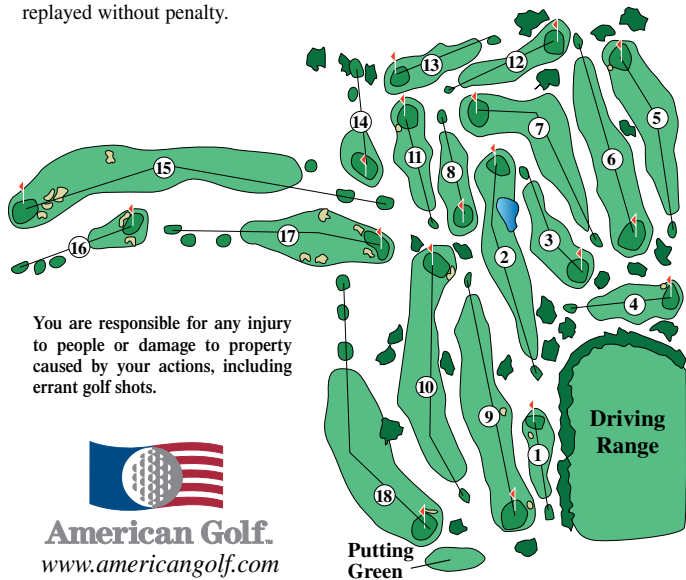 replayed without penalty.
13
12
5
14
7
11
8
6
15
3
17
16
2
4
You are responsible for any injury
to people or damage to property
caused by your actions, including
errant golf shots.
10
9
Driving
Range
1
18
American Golf™
www.americangolf.com
Putting
Green